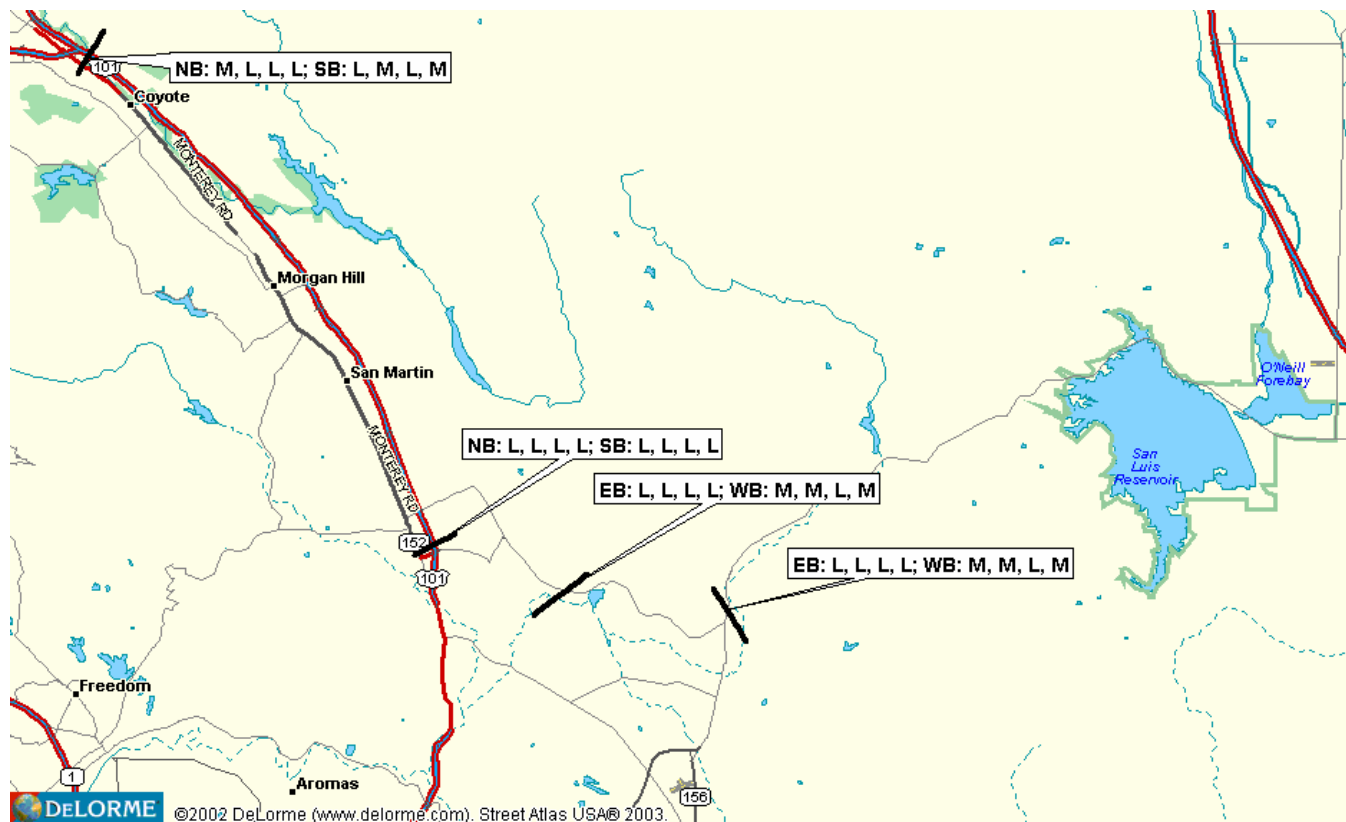 NB: M, L, L, L; SB: L, M, L, M
101
Coyote
MONTEREY RD
Morgan Hill
San Martin
MONTEREY RD
O'Neill
Forebay
San
Luis
Reservoir
NB: L, L, L, L; SB: L, L, L, L
EB: L, L, L, L; WB: M, M, L, M
152
EB: L, L, L, L; WB: M, M, L, M
101
Freedom
1
Aromas
156
DELORME
©2002 DeLorme (www.delorme.com). Street Atlas USA® 2003.